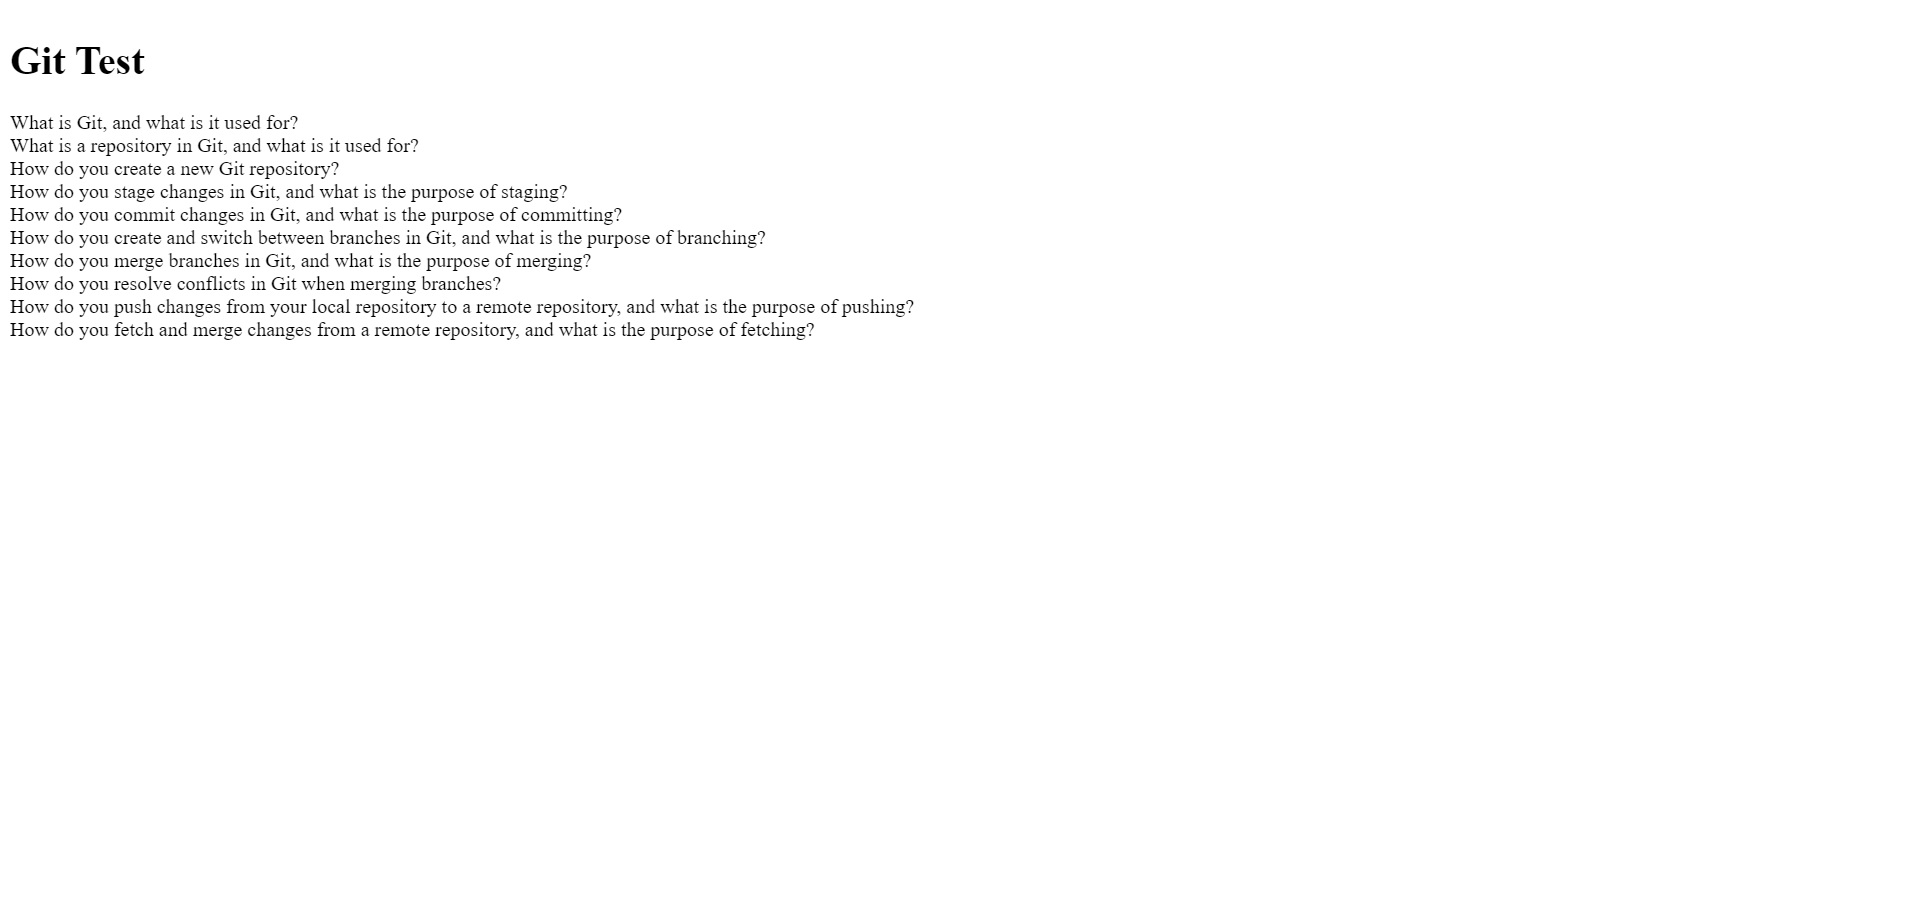 Git Test
What is Git, and what is it used for?
What is a repository in Git, and what is it used for?
How do you create a new Git repository?
How do you stage changes in Git, and what is the purpose of staging?
How do you commit changes in Git, and what is the purpose of committing?
How do you create and switch between branches in Git, and what is the purpose of branching?
How do you merge branches in Git, and what is the purpose of merging?
How do you resolve conflicts in Git when merging branches?
How do you push changes from your local repository to a remote repository, and what is the purpose of pushing?
How do you fetch and merge changes from a remote repository, and what is the purpose of fetching?